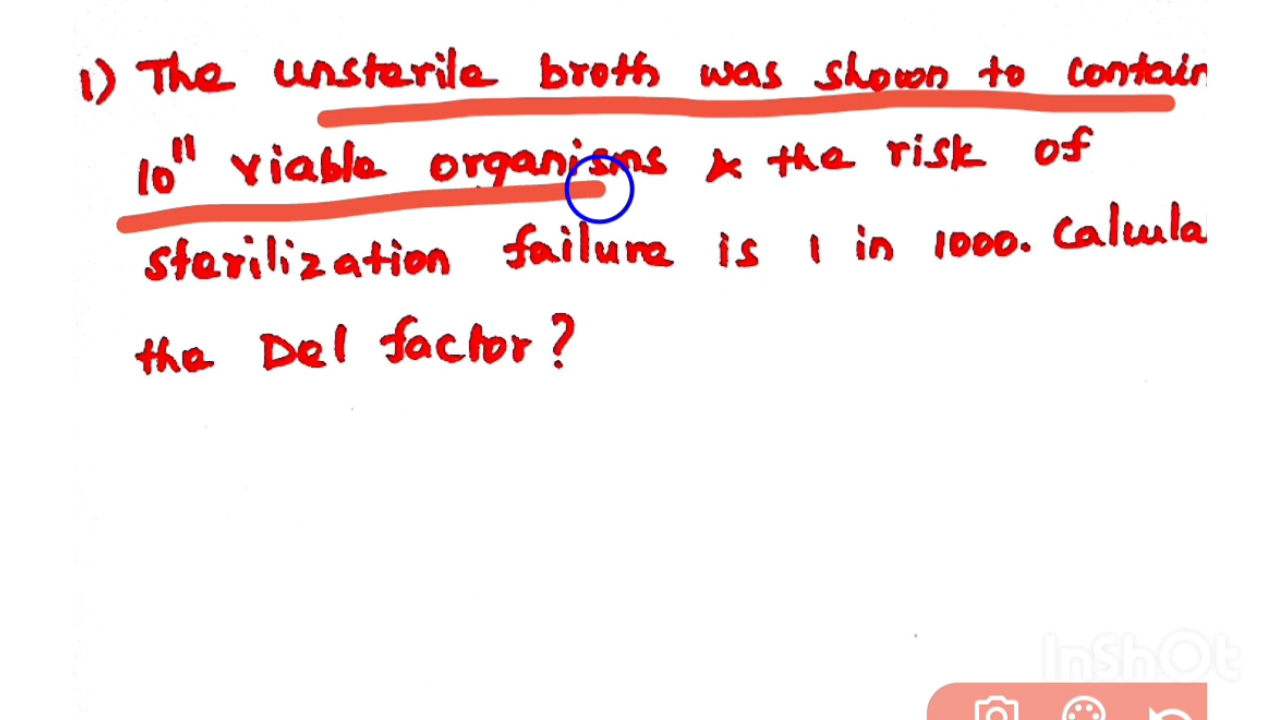 1) The unsterile broth was shown to contain
10¹¹ viable organisms & the risk of
sterilization failure is 1 in 1000. Calcula
the Del factor?
InShOt